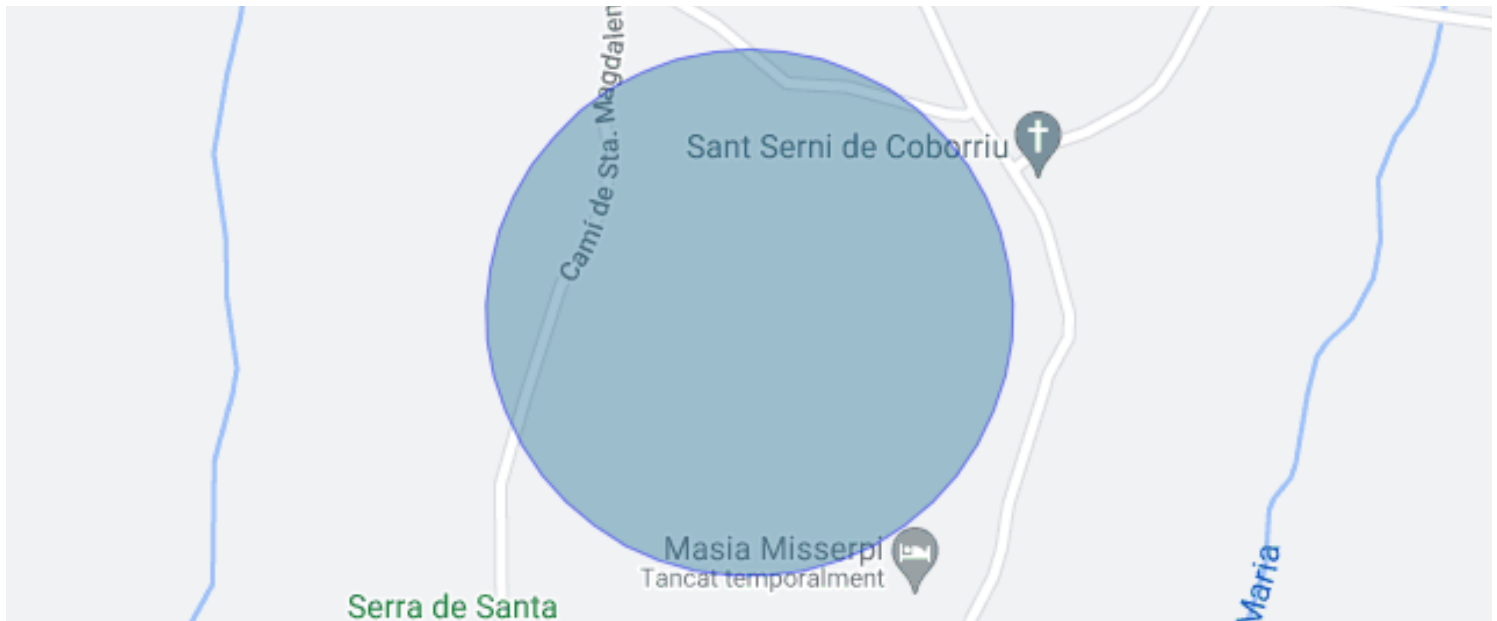 Camí de Sta. Magdalen
Sant Serni de Coborriu
Masia Misserpi
Tancat temporalment
Serra de Santa
Maria